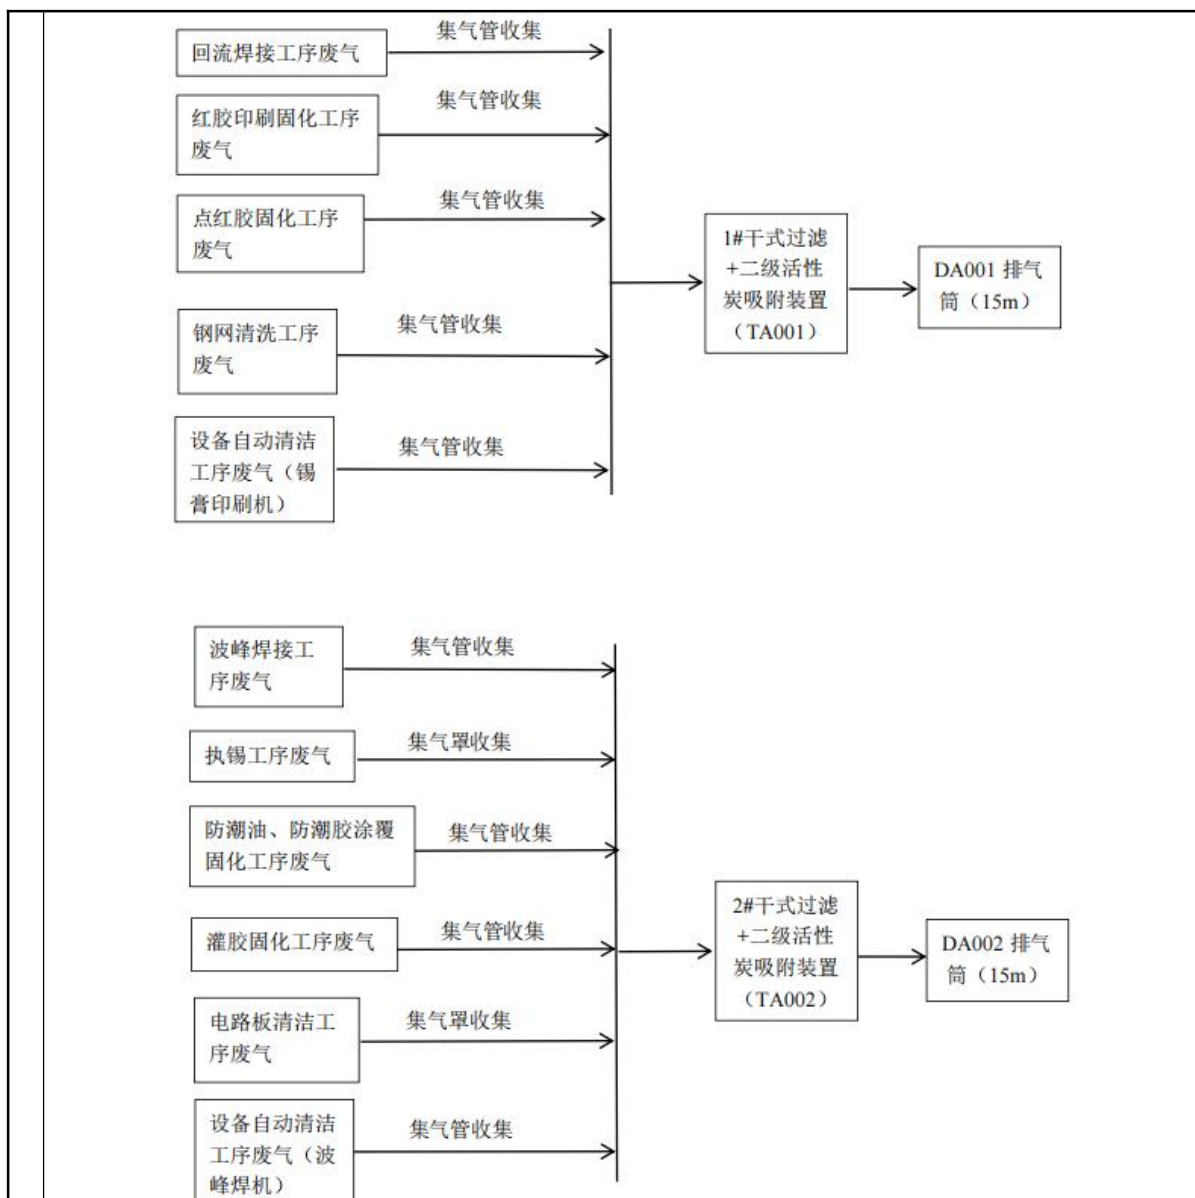 集气管收集
回流焊接工序废气
集气管收集
红胶印刷固化工序
废气
集气管收集
点红胶固化工序
废气
集气管收集
钢网清洗工序
废气
集气管收集
设备自动清洁
工序废气（锡
膏印刷机）
1#干式过滤
+二级活性
炭吸附装置
（TA001）
DA001 排气
筒（15m）
集气管收集
波峰焊接工
序废气
集气罩收集
执锡工序废气
集气管收集
防潮油、防潮胶涂覆
固化工序废气
集气管收集
灌胶固化工序废气
集气罩收集
电路板清洁工
序废气
集气管收集
设备自动清洁
工序废气（波
峰焊机）
2#干式过滤
+二级活性
炭吸附装置
（TA002）
DA002 排气
筒（15m）